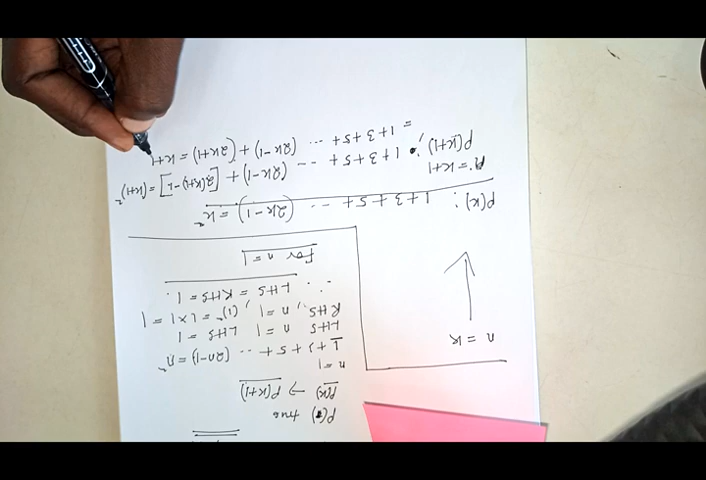 P(1) true
P(k) → P(k+1)
n=1
1+3+5+ ... (2n-1) = n²
LHS n=1 LHS = 1
RHS, n=1, (1)² = 1×1 = 1
∴ LHS = RHS = 1.
for n=1
n = k
P(k): 1+3+5+ ... (2k-1) = k²
n = k+1
P(k+1); 1+3+5+ ... (2k-1) + [2(k+1)-1] = (k+1)²
= 1+3+5+ ... (2k-1) + (2k+1) = k+1